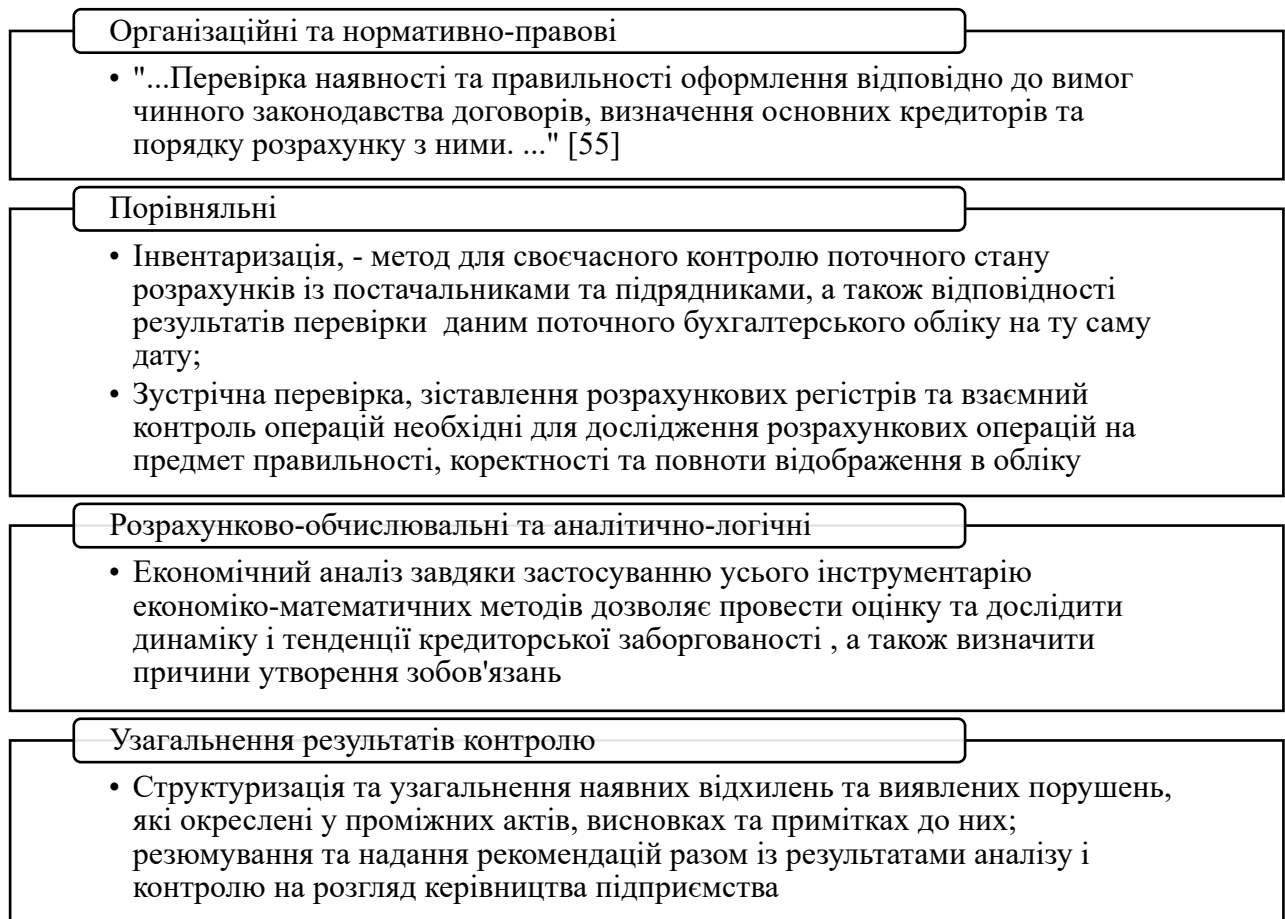 Організаційні та нормативно-правові
• "...Перевірка наявності та правильності оформлення відповідно до вимог
чинного законодавства договорів, визначення основних кредиторів та
порядку розрахунку з ними. ..." [55]
Порівняльні
• Інвентаризація, - метод для своєчасного контролю поточного стану
розрахунків із постачальниками та підрядниками, а також відповідності
результатів перевірки  даним поточного бухгалтерського обліку на ту саму
дату;
• Зустрічна перевірка, зіставлення розрахункових регістрів та взаємний
контроль операцій необхідні для дослідження розрахункових операцій на
предмет правильності, коректності та повноти відображення в обліку
Розрахунково-обчислювальні та аналітично-логічні
• Економічний аналіз завдяки застосуванню усього інструментарію
економіко-математичних методів дозволяє провести оцінку та дослідити
динаміку і тенденції кредиторської заборгованості , а також визначити
причини утворення зобов'язань
Узагальнення результатів контролю
• Структуризація та узагальнення наявних відхилень та виявлених порушень,
які окреслені у проміжних актів, висновках та примітках до них;
резюмування та надання рекомендацій разом із результатами аналізу і
контролю на розгляд керівництва підприємства